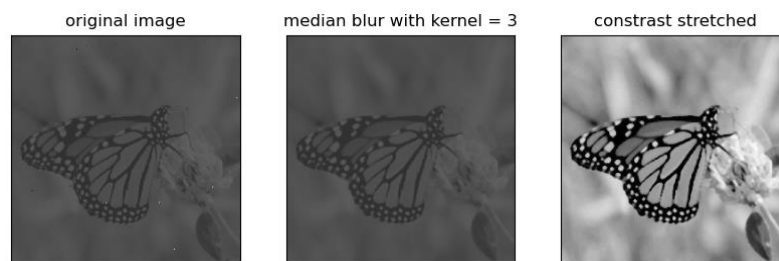 original image
median blur with kernel = 3
constrast stretched